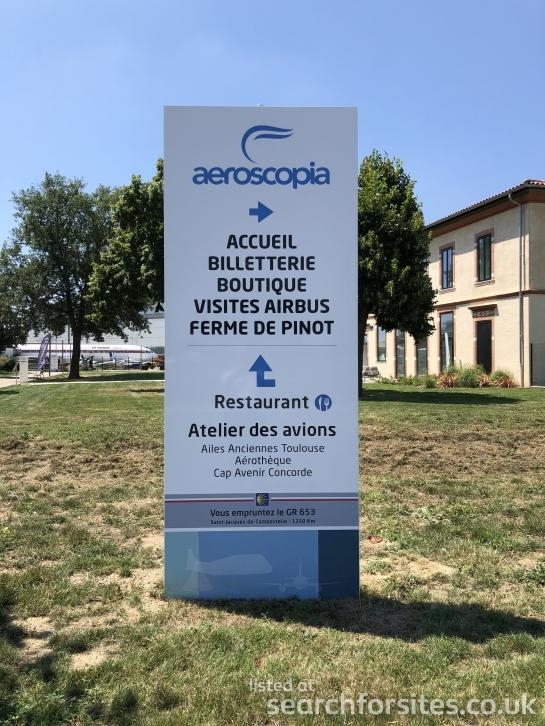 aeroscopia
ACCUEIL
BILLETTERIE
BOUTIQUE
VISITES AIRBUS
FERME DE PINOT
Restaurant
Atelier des avions
Ailes Anciennes Toulouse
Aérothèque
Cap Avenir Concorde
Vous empruntez le GR 653
Saint-Jacques-de-Compostelle : 1250 Km
listed at
searchforsites.co.uk